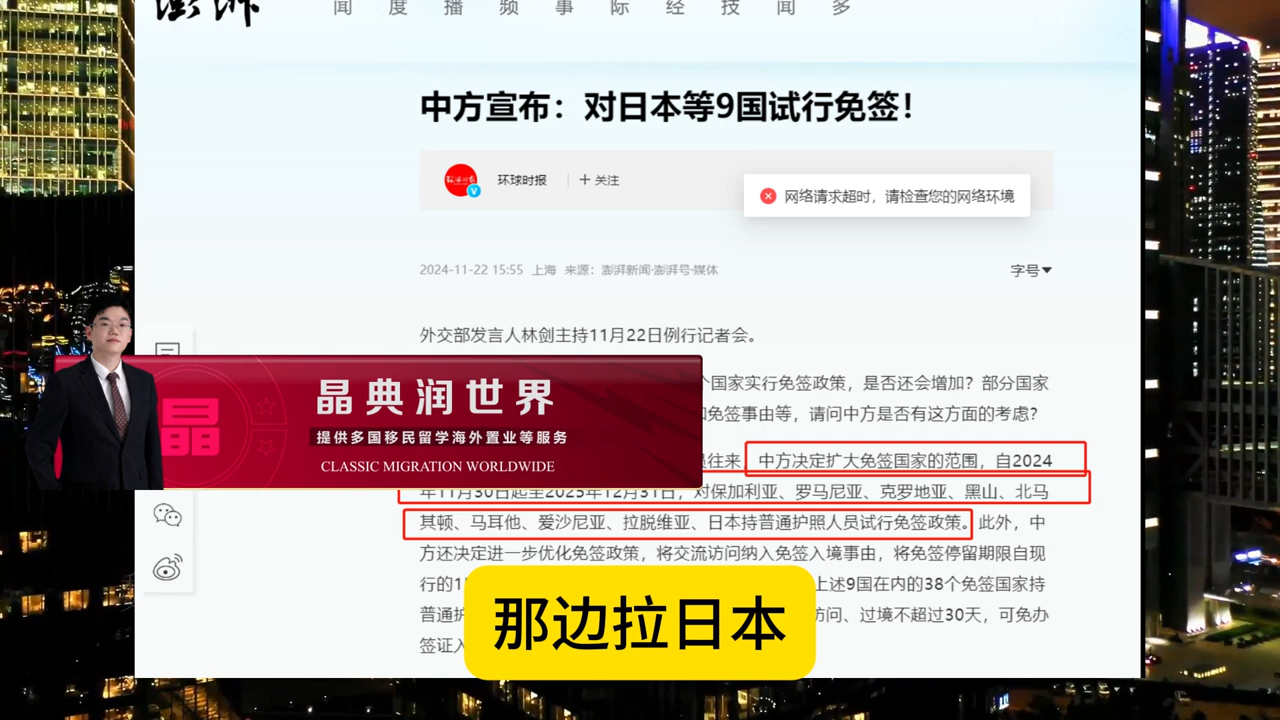 澎湃
闻 度 播 频 事 际 经 技 闻 多
中方宣布：对日本等9国试行免签！
环球时报 + 关注
网络请求超时，请检查您的网络环境
2024-11-22 15:55 上海 来源：澎湃新闻·澎湃号·媒体
字号
外交部发言人林剑主持11月22日例行记者会。
个国家实行免签政策，是否还会增加？部分国家
免签事由等，请问中方是否有这方面的考虑？
员往来，中方决定扩大免签国家的范围，自2024
年11月30日起至2025年12月31日，对保加利亚、罗马尼亚、克罗地亚、黑山、北马
其顿、马耳他、爱沙尼亚、拉脱维亚、日本持普通护照人员试行免签政策。此外，中
方还决定进一步优化免签政策，将交流访问纳入免签入境事由，将免签停留期限自现
行的1 上述9国在内的38个免签国家持
普通护 访问、过境不超过30天，可免办
签证入
晶
晶典润世界
提供多国移民留学海外置业等服务
CLASSIC MIGRATION WORLDWIDE
那边拉日本